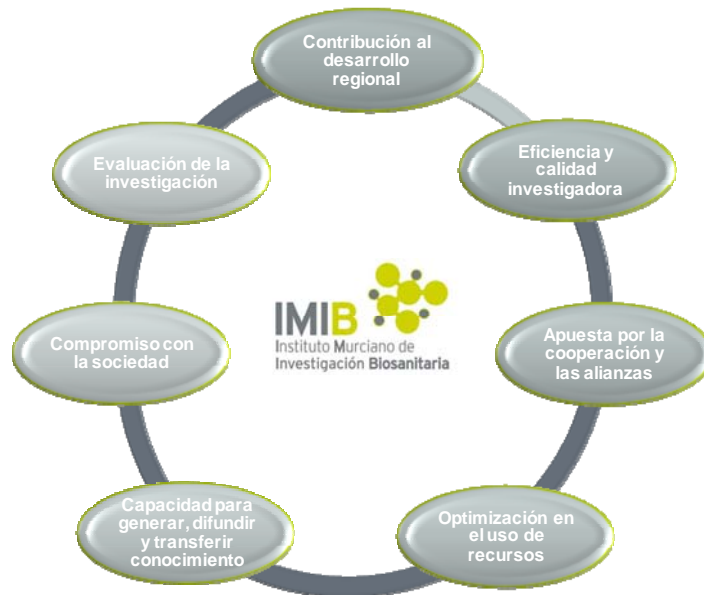 Contribución al
desarrollo
regional
Eficiencia y
calidad
investigadora
Apuesta por la
cooperación y
las alianzas
Optimización en
el uso de
recursos
Capacidad para
generar, difundir
y transferir
conocimiento
Compromiso con
la sociedad
Evaluación de la
investigación
IMIB
Instituto Murciano de
Investigación Biosanitaria